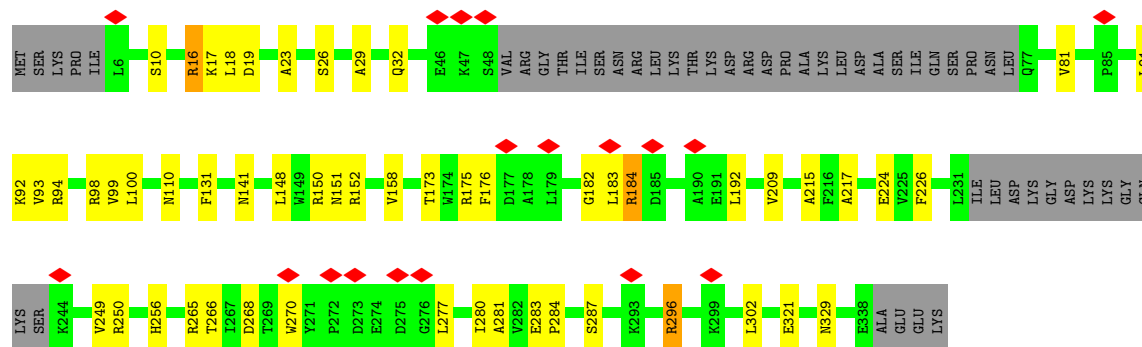 MET SER LYS PRO ILE L6 S10 R16 K17 L18 D19 A23 S26 A29 Q32 E46 K47 S48 VAL ARG GLY THR ILE SER ASN ARG LEU LYS THR LYS ASP ARG ASP PRO ALA LYS LEU ASP ALA SER ILE GLN SER PRO ASN LEU Q77 V81 P85 L91
K92 V93 R94 R98 V99 L100 N110 F131 N141 L148 W149 R150 N151 R152 V158 T173 W174 R175 F176 D177 A178 L179 G182 L183 R184 D185 A190 E191 L192 V209 A215 F216 A217 E224 V225 F226 L231 ILE LEU ASP LYS GLY ASP LYS LYS GLY GLN
LYS SER K244 V249 R250 H256 R265 T266 I267 D268 T269 W270 Y271 P272 D273 E274 D275 G276 L277 I280 A281 V282 E283 P284 S287 K293 R296 K299 L302 E321 N329 E338 ALA GLU GLU LYS